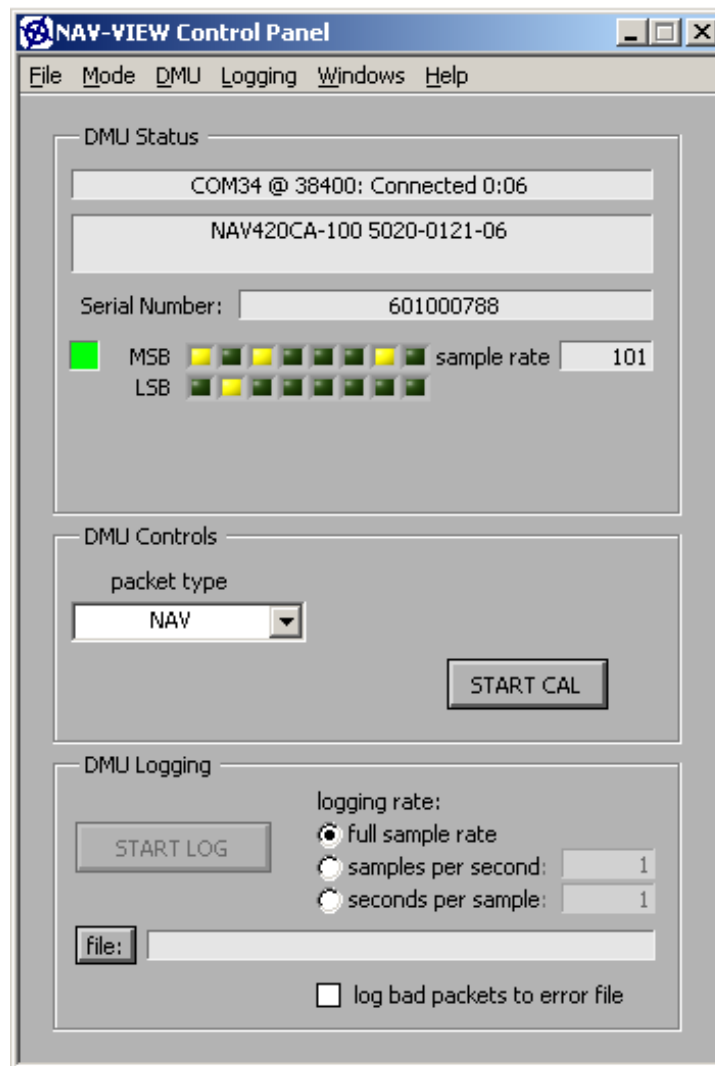 NAV-VIEW Control Panel
File Mode DMU Logging Windows Help
DMU Status
COM34 @ 38400: Connected 0:06
NAV420CA-100 5020-0121-06
Serial Number: 601000788
MSB sample rate 101
LSB
DMU Controls
packet type
NAV
START CAL
DMU Logging
logging rate:
START LOG
full sample rate
samples per second: 1
seconds per sample: 1
file:
log bad packets to error file